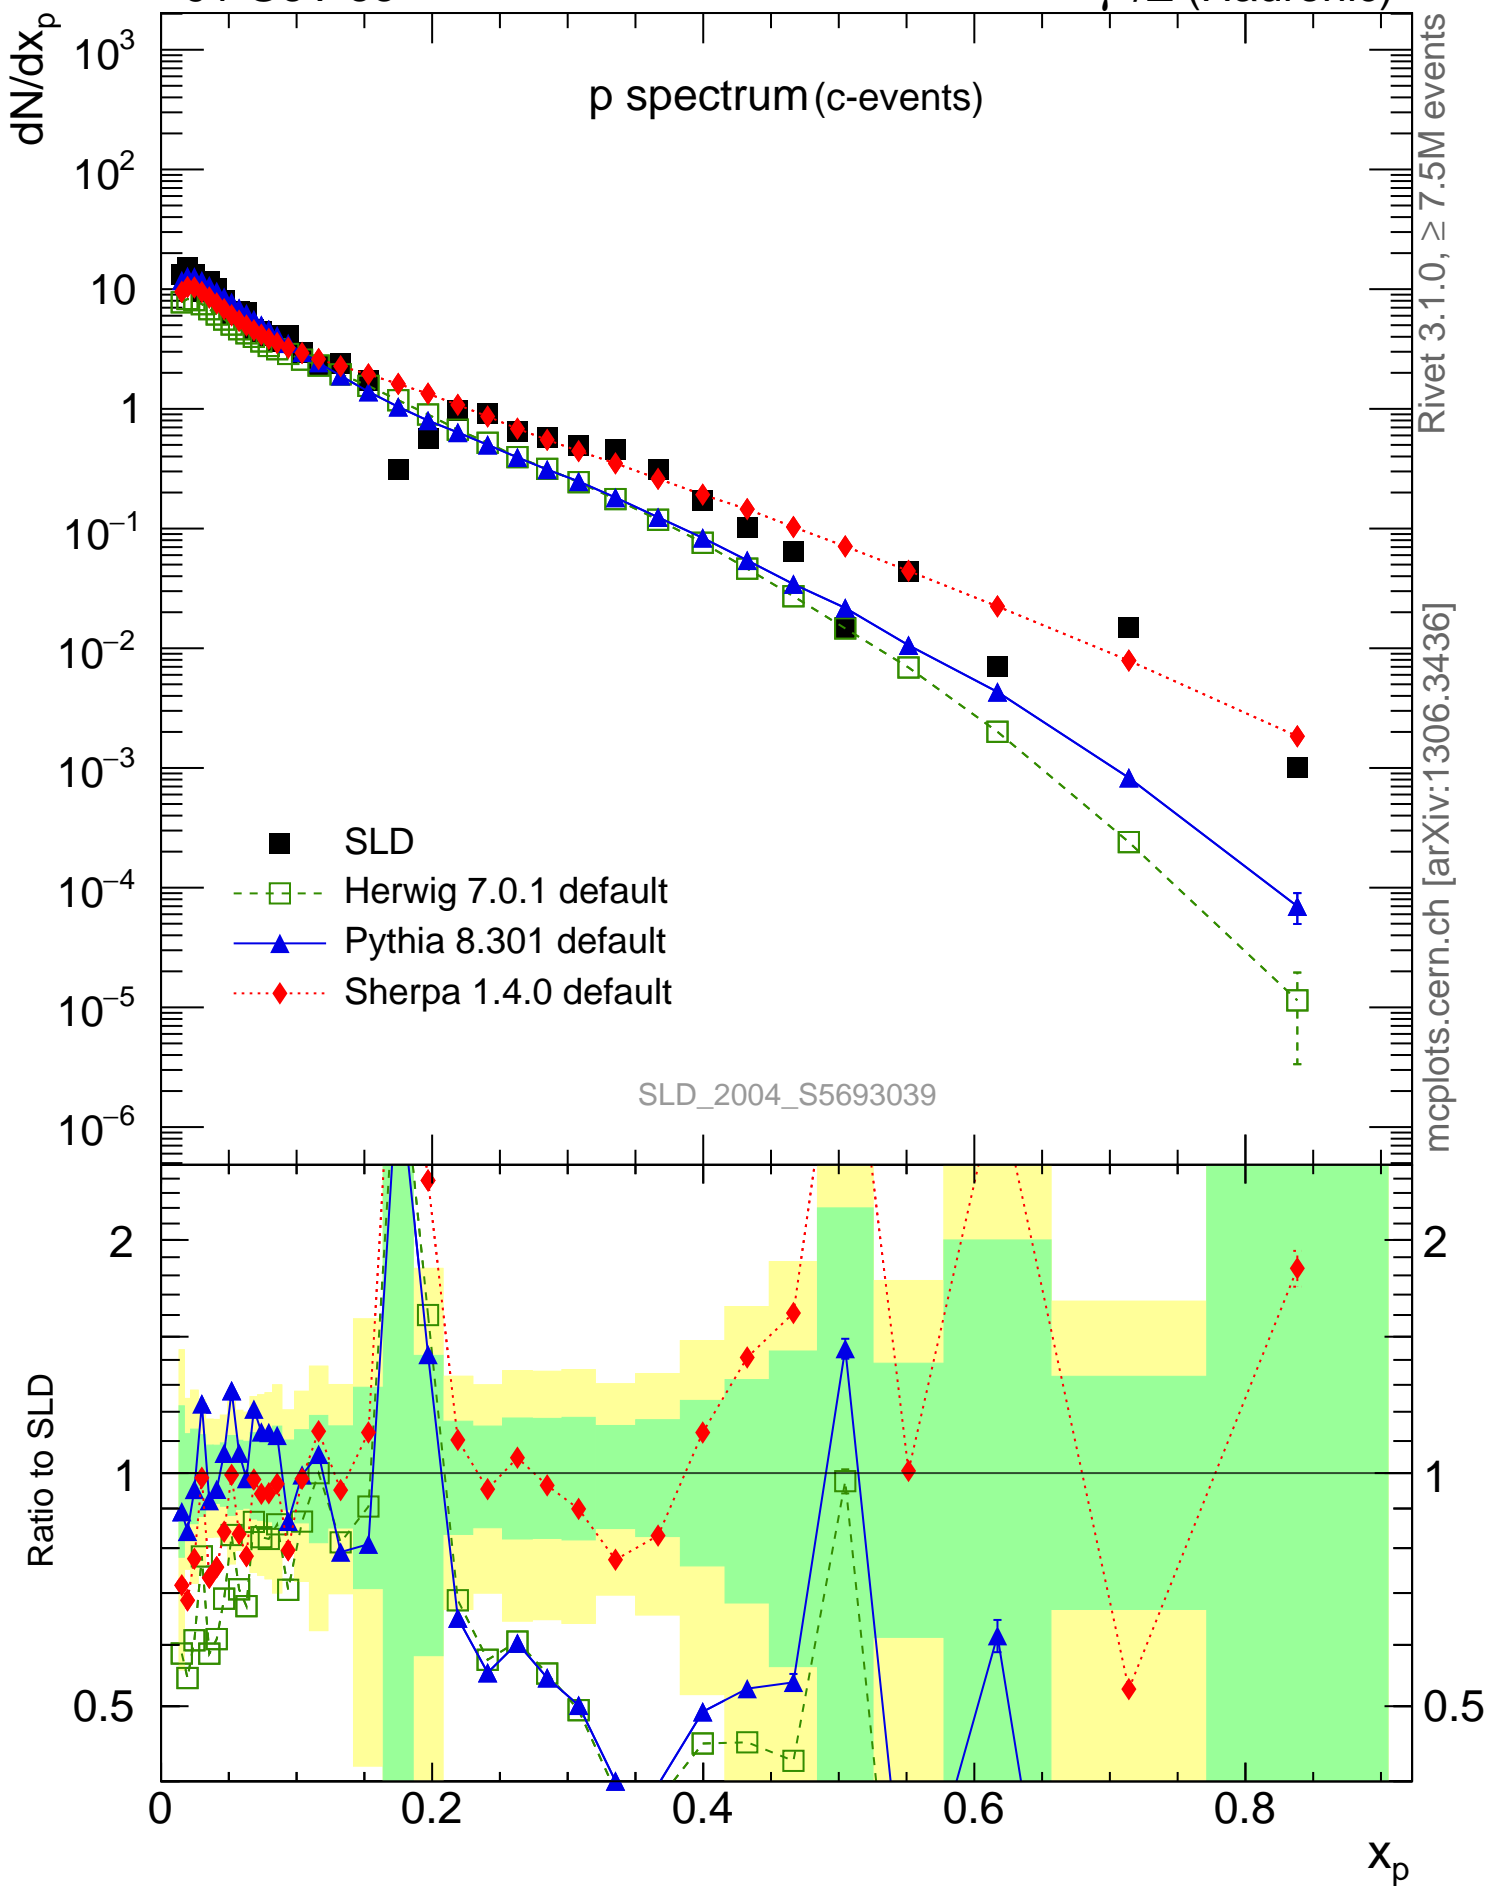 dN/dx_p
p spectrum (c-events)
10^3
10^2
10
1
10^−1
10^−2
10^−3
10^−4
10^−5
10^−6
SLD
Herwig 7.0.1 default
Pythia 8.301 default
Sherpa 1.4.0 default
SLD_2004_S5693039
Rivet 3.1.0, ≥ 7.5M events
mcplots.cern.ch [arXiv:1306.3436]
Ratio to SLD
2
1
0.5
2
1
0.5
0
0.2
0.4
0.6
0.8
x_p